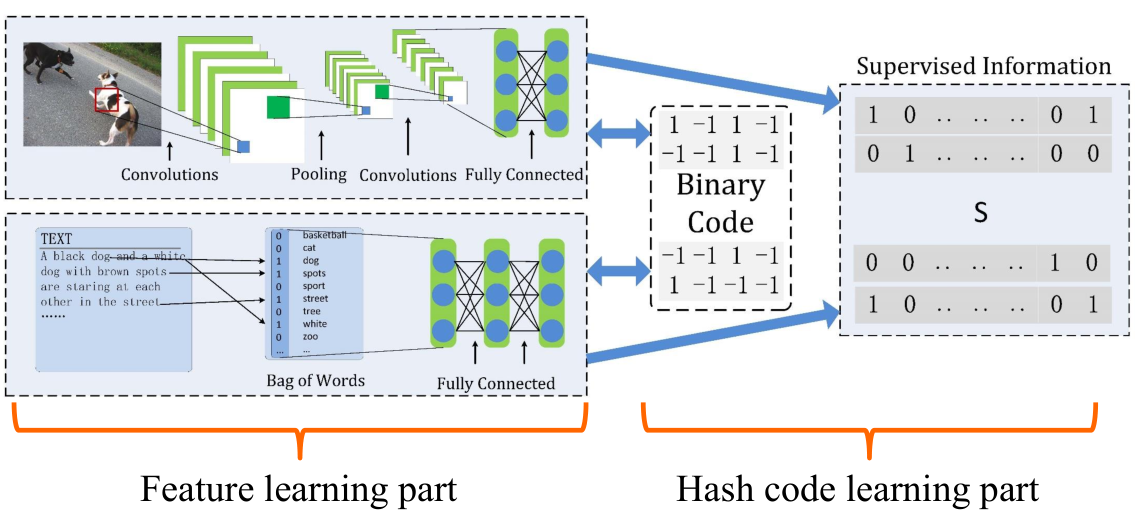 Convolutions
Pooling
Convolutions
Fully Connected
TEXT
A black dog and a white
dog with brown spots
are staring at each
other in the street
......
0 basketball
0 cat
1 dog
1 spots
0 sport
1 street
0 tree
1 white
0 zoo
... ...
Bag of Words
Fully Connected
1 -1 1 -1
-1 -1 1 -1
Binary
Code
-1 -1 1 -1
1 -1 -1 -1
Supervised Information
1 0 .. .. .. 0 1
0 1 .. .. .. 0 0
S
0 0 .. .. .. 1 0
1 0 .. .. .. 0 1
Feature learning part
Hash code learning part